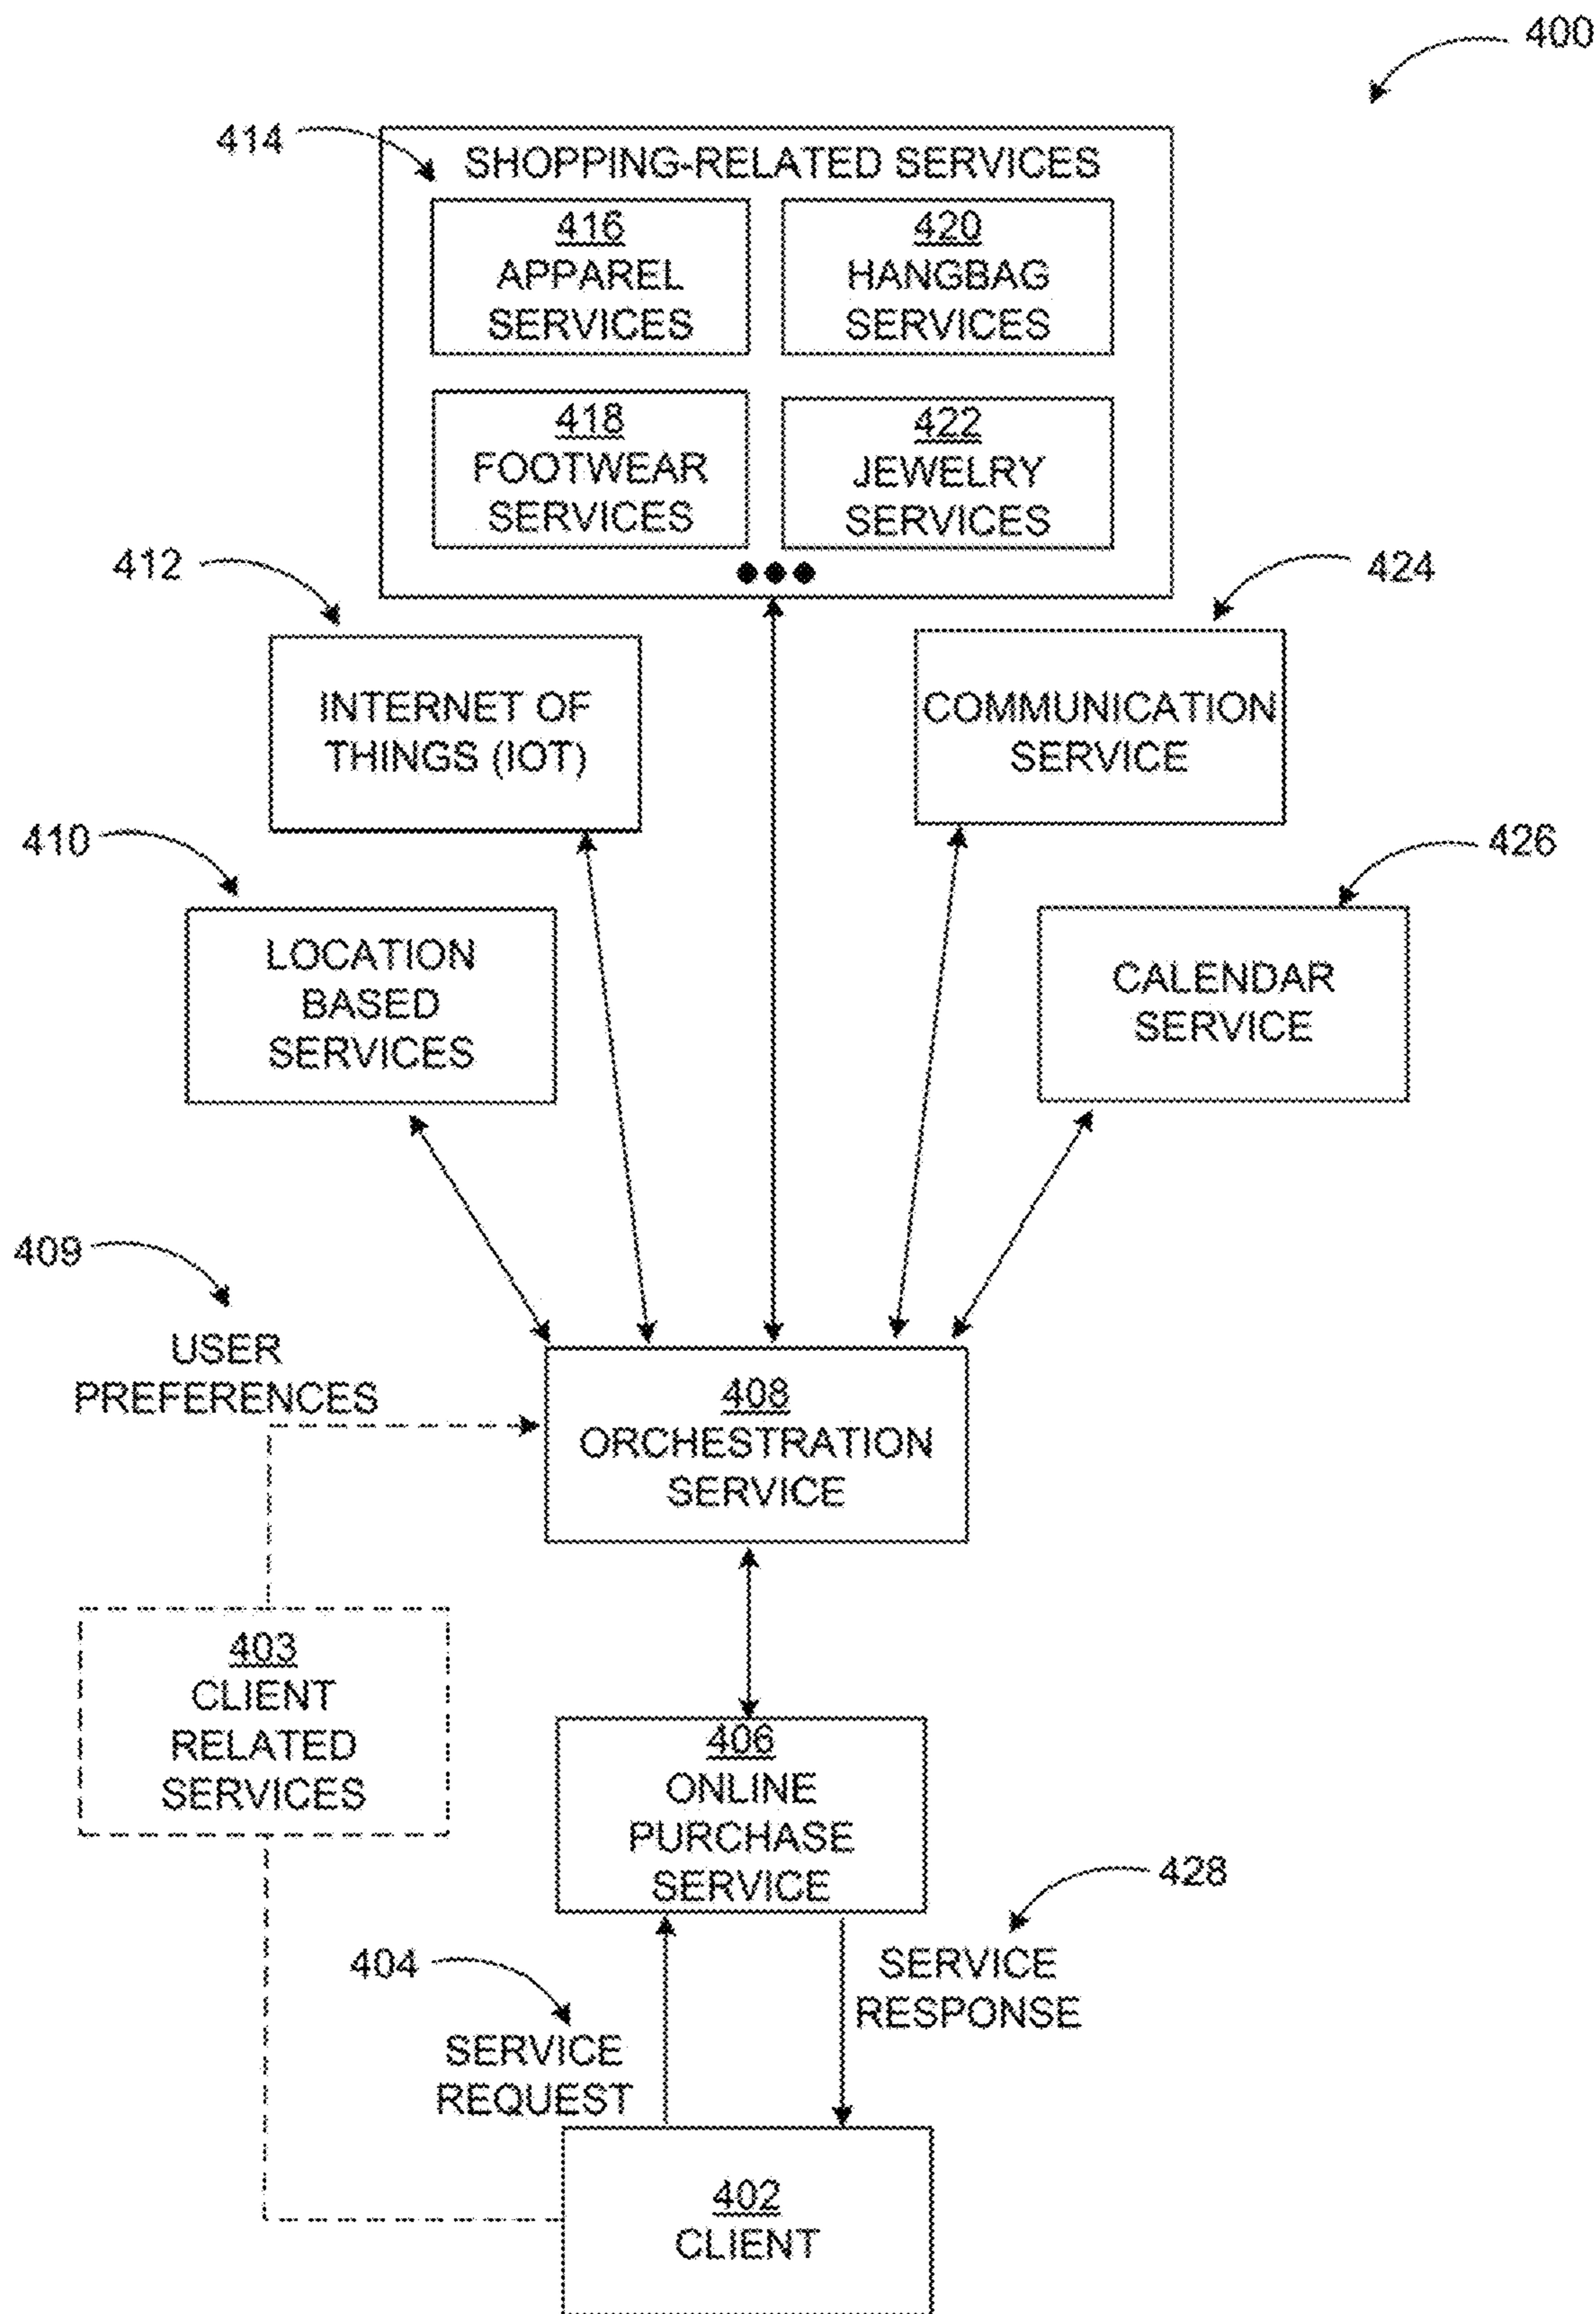 400
414
SHOPPING-RELATED SERVICES
416
APPAREL
SERVICES
420
HANGBAG
SERVICES
418
FOOTWEAR
SERVICES
422
JEWELRY
SERVICES
412
INTERNET OF
THINGS (IOT)
424
COMMUNICATION
SERVICE
410
LOCATION
BASED
SERVICES
426
CALENDAR
SERVICE
409
USER
PREFERENCES
408
ORCHESTRATION
SERVICE
403
CLIENT
RELATED
SERVICES
406
ONLINE
PURCHASE
SERVICE
428
SERVICE
RESPONSE
404
SERVICE
REQUEST
402
CLIENT